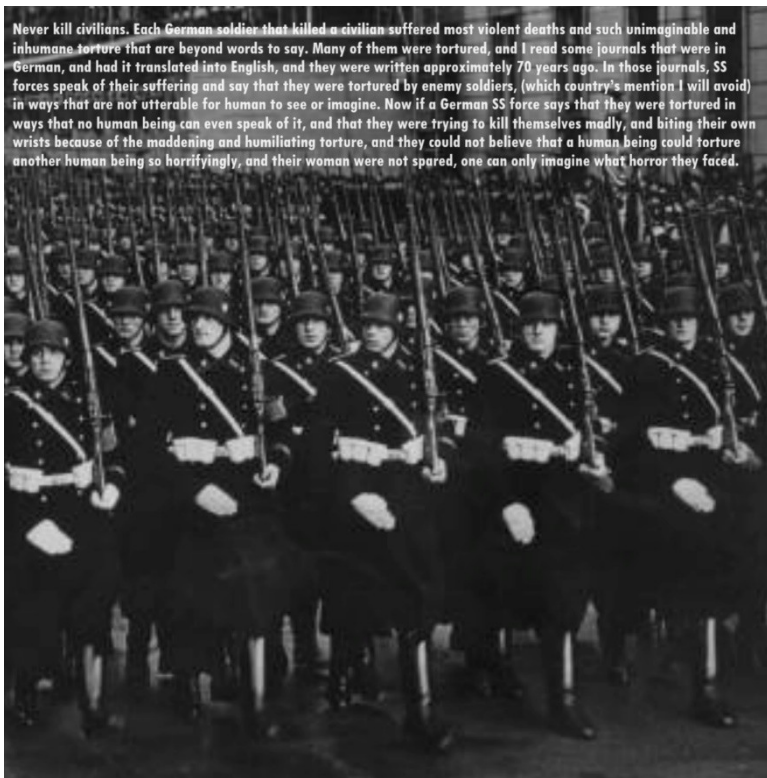 Never kill civilians. Each German soldier that killed a civilian suffered most violent deaths and such unimaginable and
inhumane torture that are beyond words to say. Many of them were tortured, and I read some journals that were in
German, and had it translated into English, and they were written approximately 70 years ago. In those journals, SS
forces speak of their suffering and say that they were tortured by enemy soldiers, (which country's mention I will avoid)
in ways that are not utterable for human to see or imagine. Now if a German SS force says that they were tortured in
ways that no human being can even speak of it, and that they were trying to kill themselves madly, and biting their own
wrists because of the maddening and humiliating torture, and they could not believe that a human being could torture
another human being so horrifyingly, and their woman were not spared, one can only imagine what horror they faced.